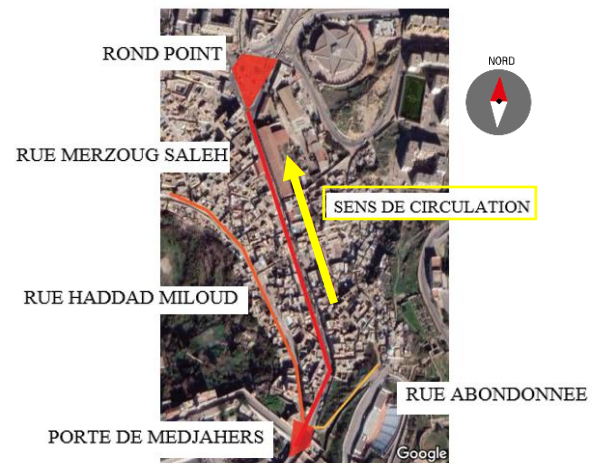 ROND POINT
NORD
RUE MERZOUG SALEH
SENS DE CIRCULATION
RUE HADDAD MILOUD
RUE ABONDONNEE
PORTE DE MEDJAHERS
Google